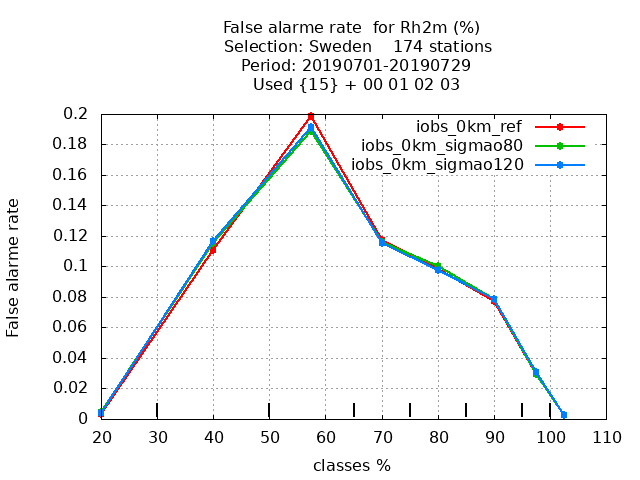 False alarme rate  for Rh2m (%)
Selection: Sweden    174 stations
Period: 20190701-20190729
Used {15} + 00 01 02 03
iobs_0km_ref
iobs_0km_sigmao80
iobs_0km_sigmao120
False alarme rate
0.2
0.18
0.16
0.14
0.12
0.1
0.08
0.06
0.04
0.02
0
20 30 40 50 60 70 80 90 100 110
classes %